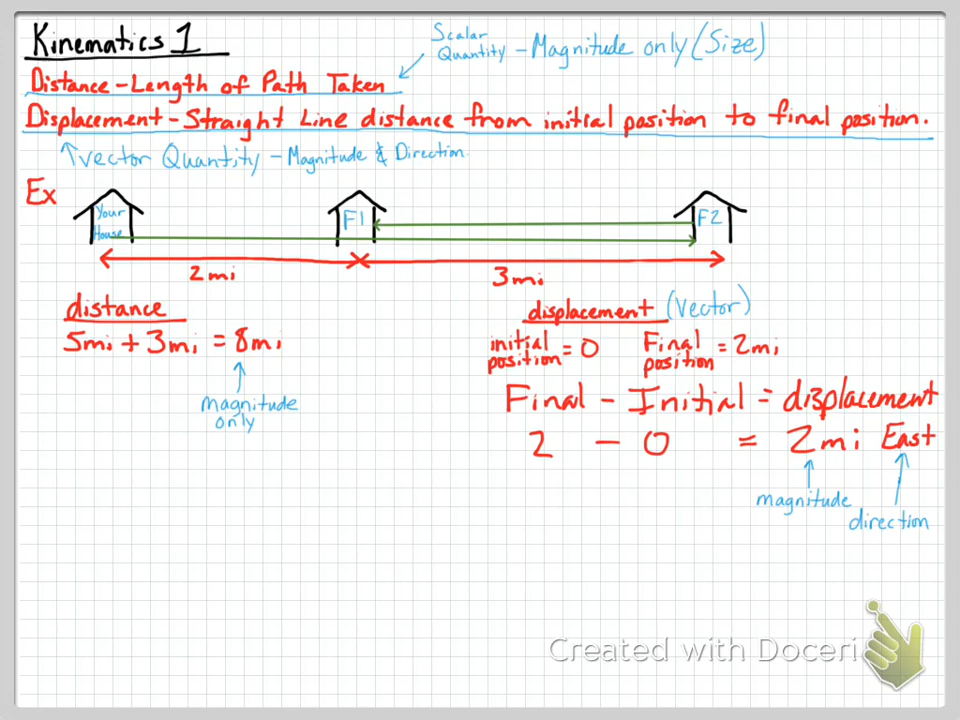 Kinematics 1
Scalar
Quantity - Magnitude only (Size)
Distance - Length of Path Taken
Displacement - Straight Line distance from initial position to final position.
vector Quantity - Magnitude & Direction
Ex
Your
House
F1
F2
2mi
3mi
distance
5mi + 3mi = 8mi
magnitude
only
displacement (Vector)
initial
position = 0
Final
position = 2mi
Final - Initial = displacement
2 - 0 = 2mi East
magnitude
direction
Created with Doceri